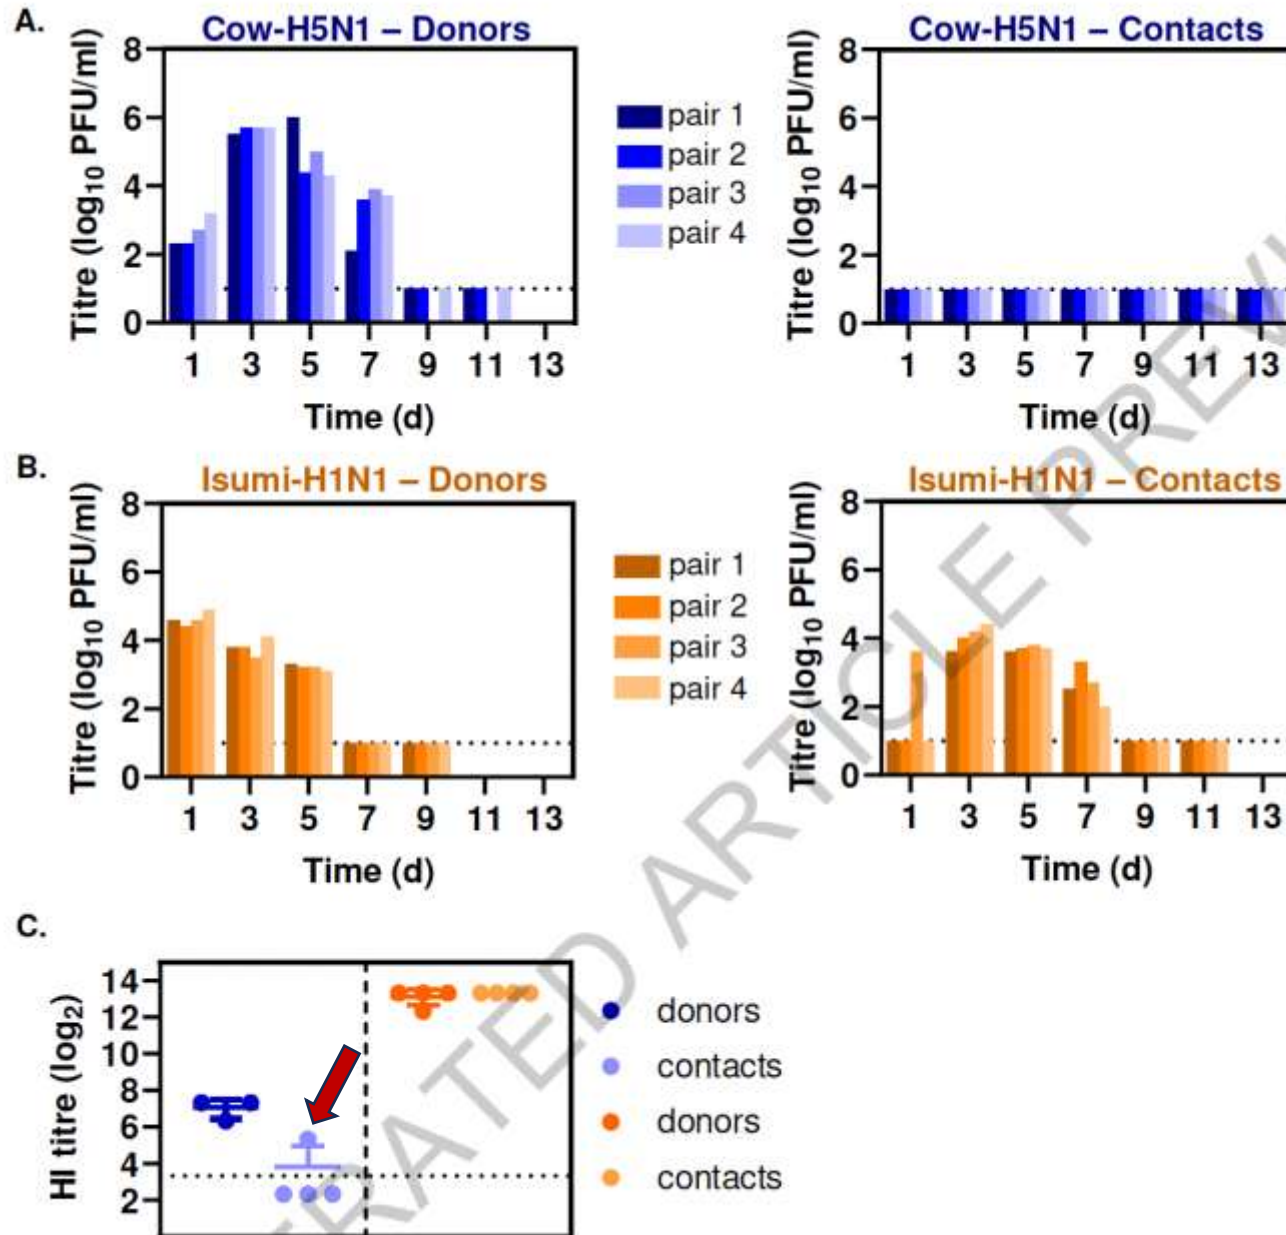 A.
Cow-H5N1 – Donors
Titre (log₁₀ PFU/ml)
8
6
4
2
0
1 3 5 7 9 11 13
Time (d)
pair 1
pair 2
pair 3
pair 4
Cow-H5N1 – Contacts
Titre (log₁₀ PFU/ml)
8
6
4
2
0
1 3 5 7 9 11 13
Time (d)
B.
Isumi-H1N1 – Donors
Titre (log₁₀ PFU/ml)
8
6
4
2
0
1 3 5 7 9 11 13
Time (d)
pair 1
pair 2
pair 3
pair 4
Isumi-H1N1 – Contacts
Titre (log₁₀ PFU/ml)
8
6
4
2
0
1 3 5 7 9 11 13
Time (d)
C.
HI titre (log₂)
14
12
10
8
6
4
2
donors
contacts
donors
contacts
ARTICLE